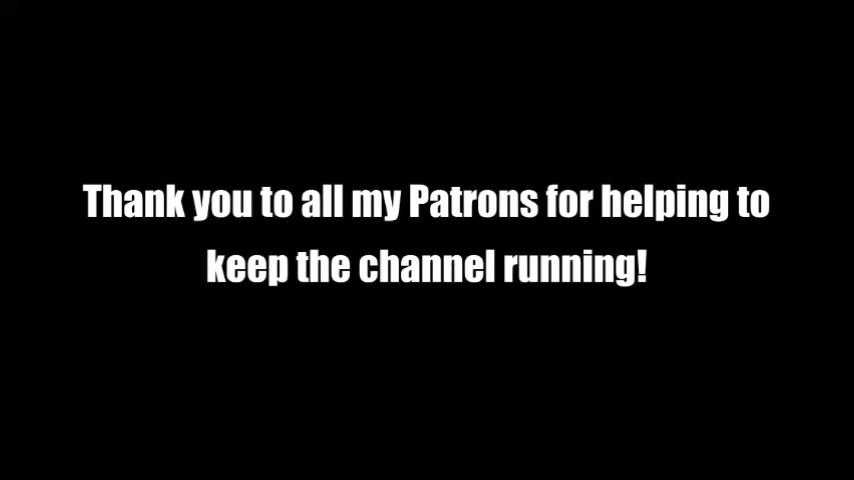 Thank you to all my Patrons for helping to
keep the channel running!